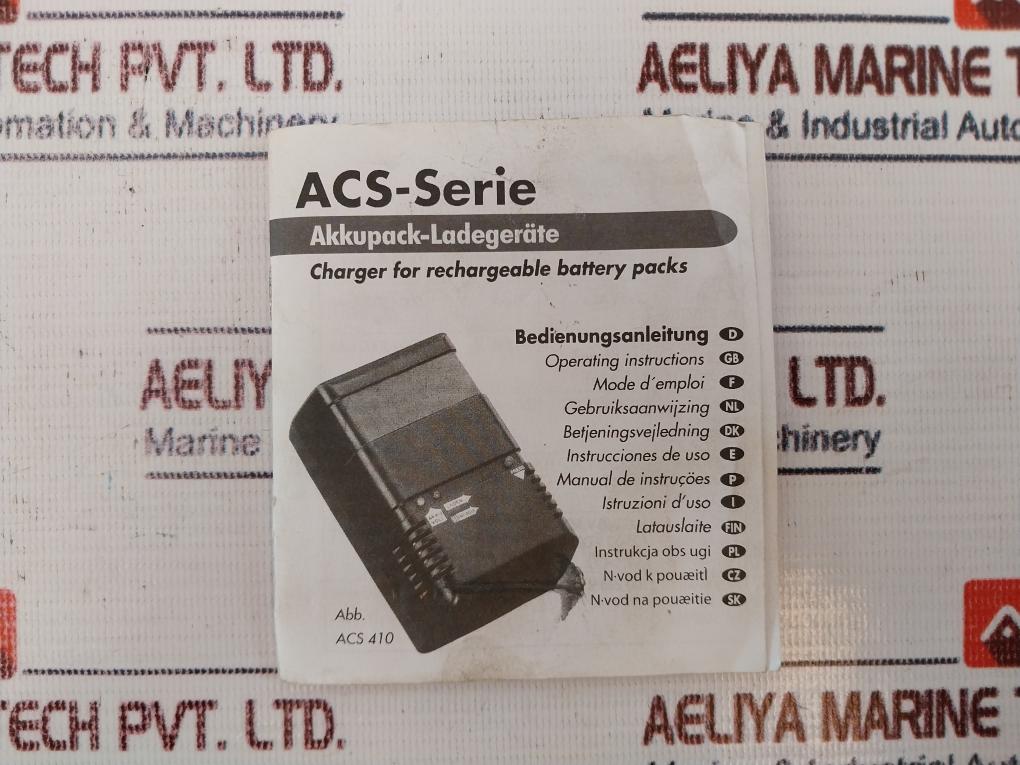 TECH PVT. LTD.
AELIYA MARINE T
omation & Machinery
Marine & Industrial Auto
ACS-Serie
Akkupack-Ladegeräte
Charger for rechargeable battery packs
Bedienungsanleitung D
Operating instructions GB
Mode d´emploi F
Gebruiksaanwijzing NL
Betjeningsvejledning DK
Instrucciones de uso E
Manual de instruções P
Istruzioni d'uso I
Latauslaite FIN
Instrukcja obs ugi PL
N·vod k pouæitl CZ
N·vod na pouæitie SK
Abb.
ACS 410
AELIY
LTD.
Marine
chinery
TECH PVT. LTD.
AELIYA MARINE